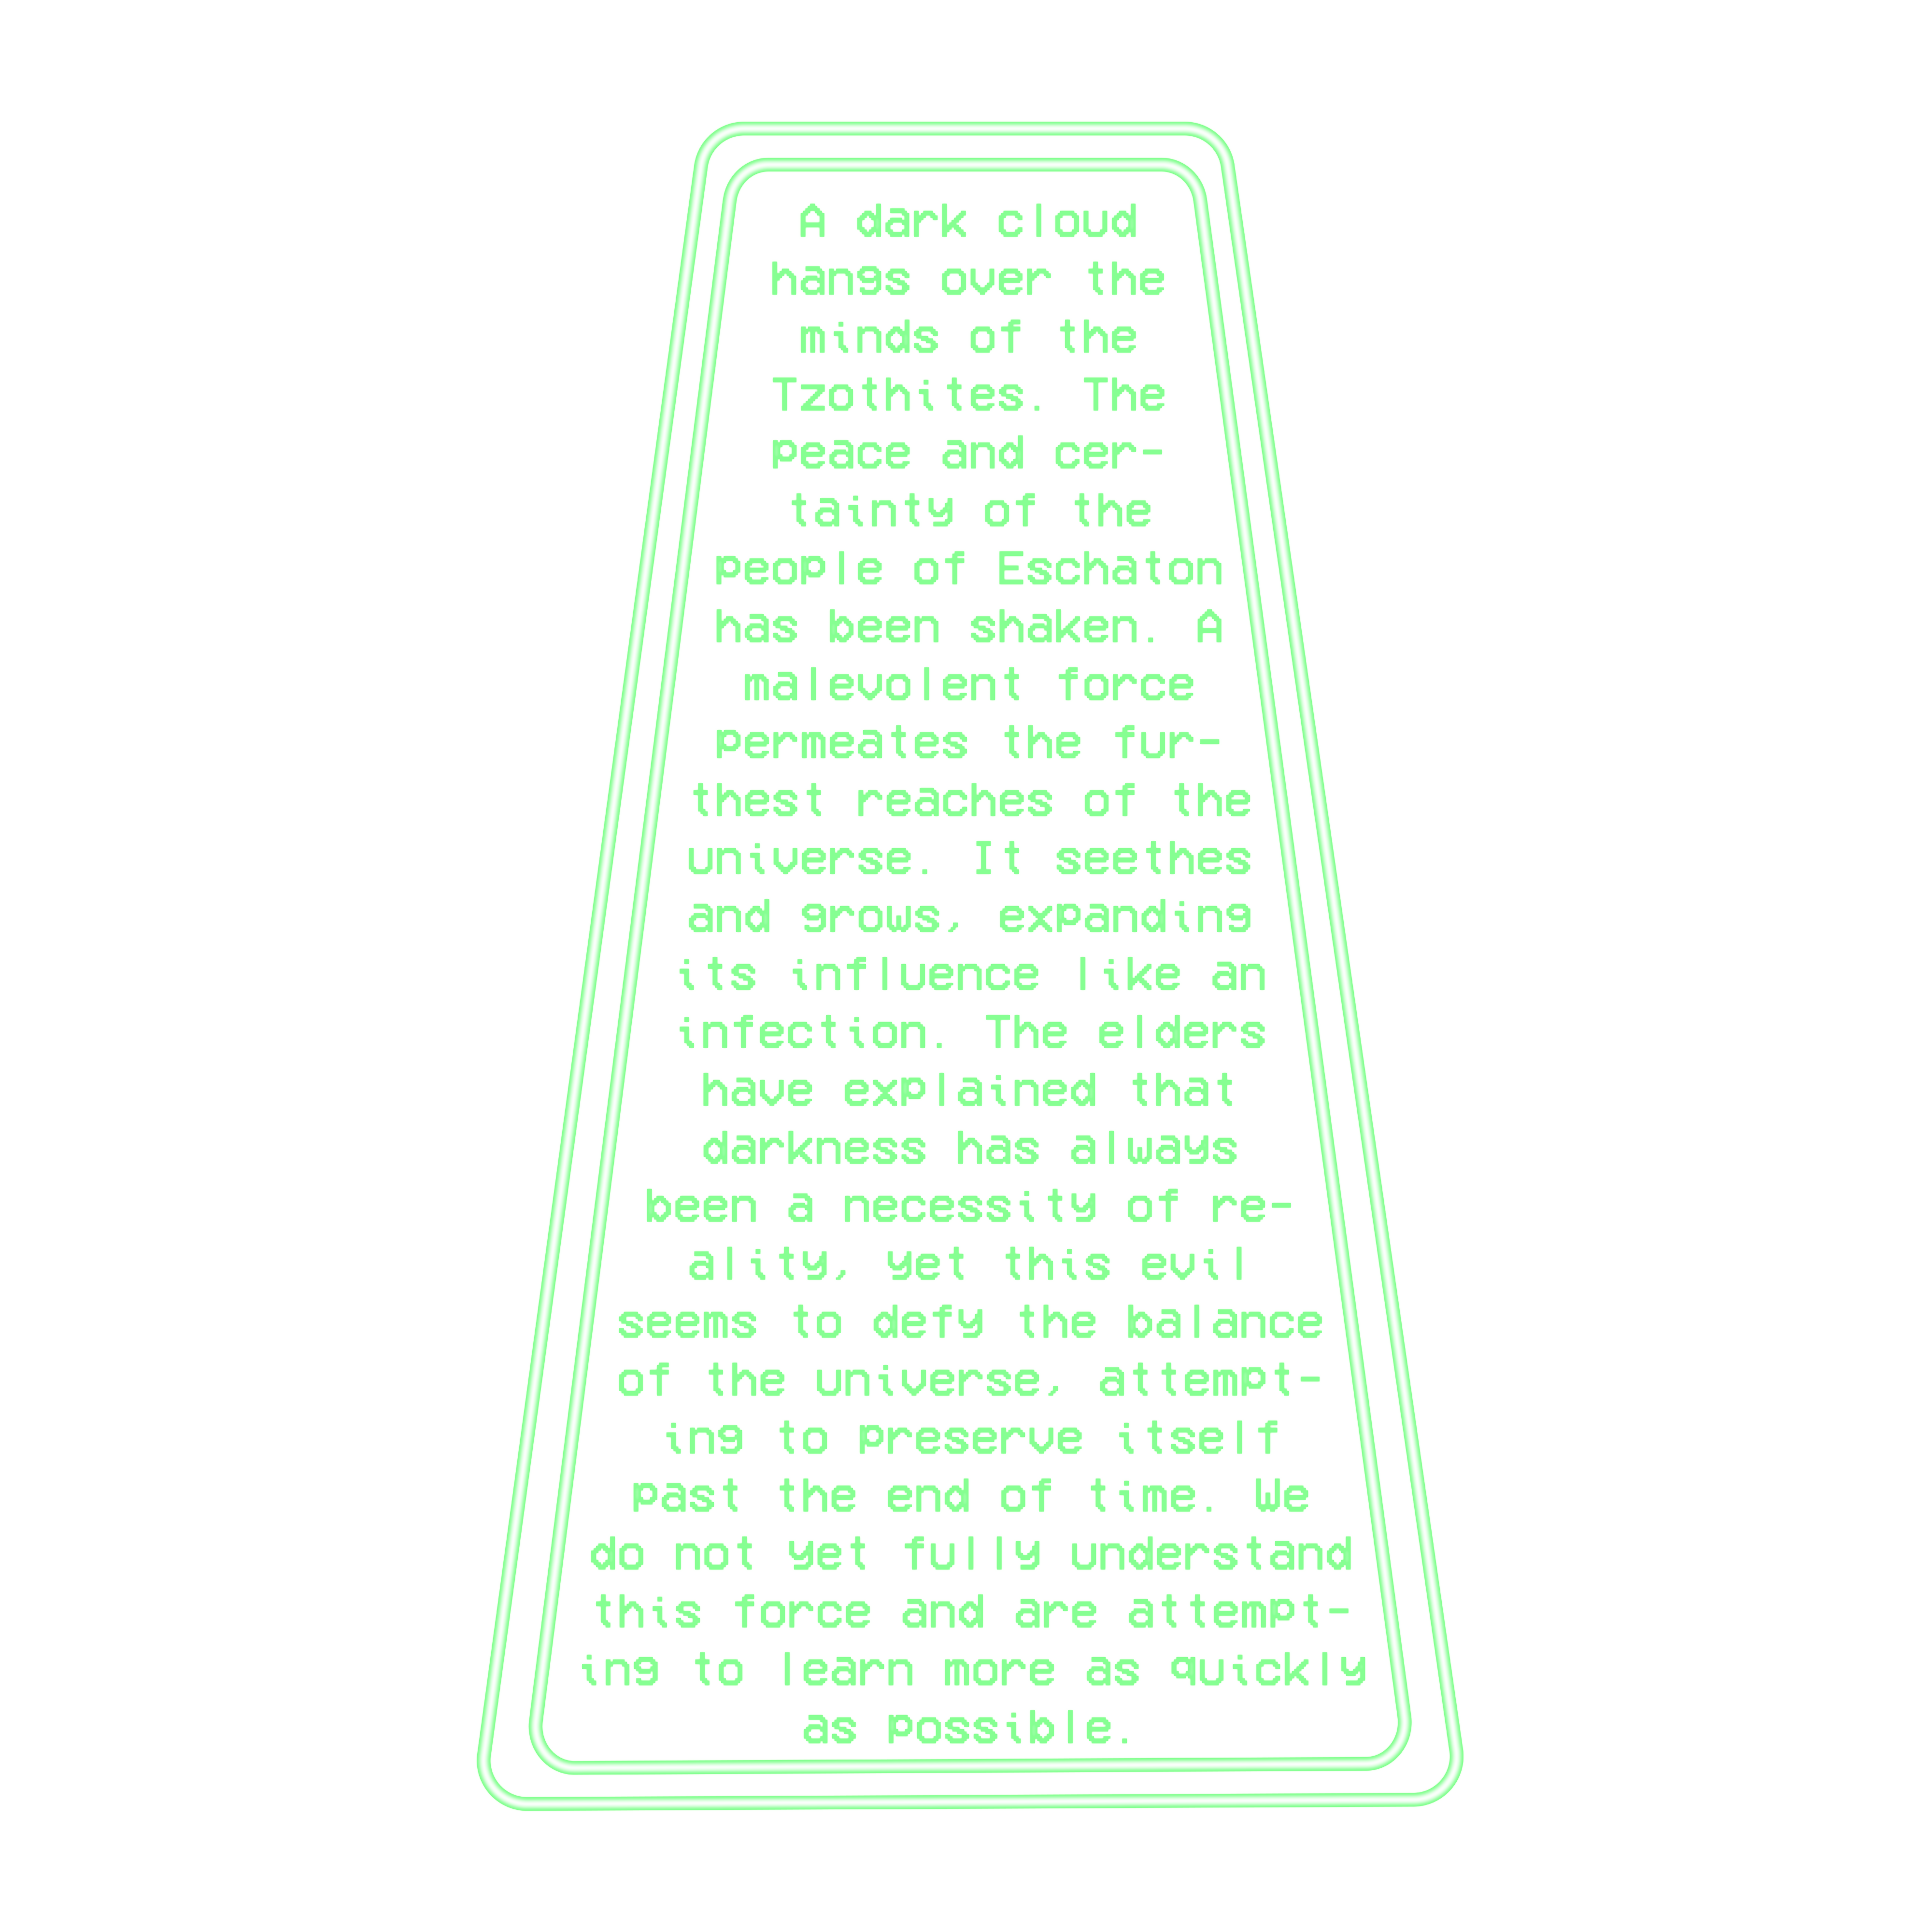 A dark cloud
hangs over the
minds of the
Tzothites. The
peace and cer-
tainty of the
people of Eschaton
has been shaken. A
malevolent force
permeates the fur-
thest reaches of the
universe. It seethes
and grows, expanding
its influence like an
infection. The elders
have explained that
darkness has always
been a necessity of re-
ality, yet this evil
seems to defy the balance
of the universe, attempt-
ing to preserve itself
past the end of time. We
do not yet fully understand
this force and are attempt-
ing to learn more as quickly
as possible.